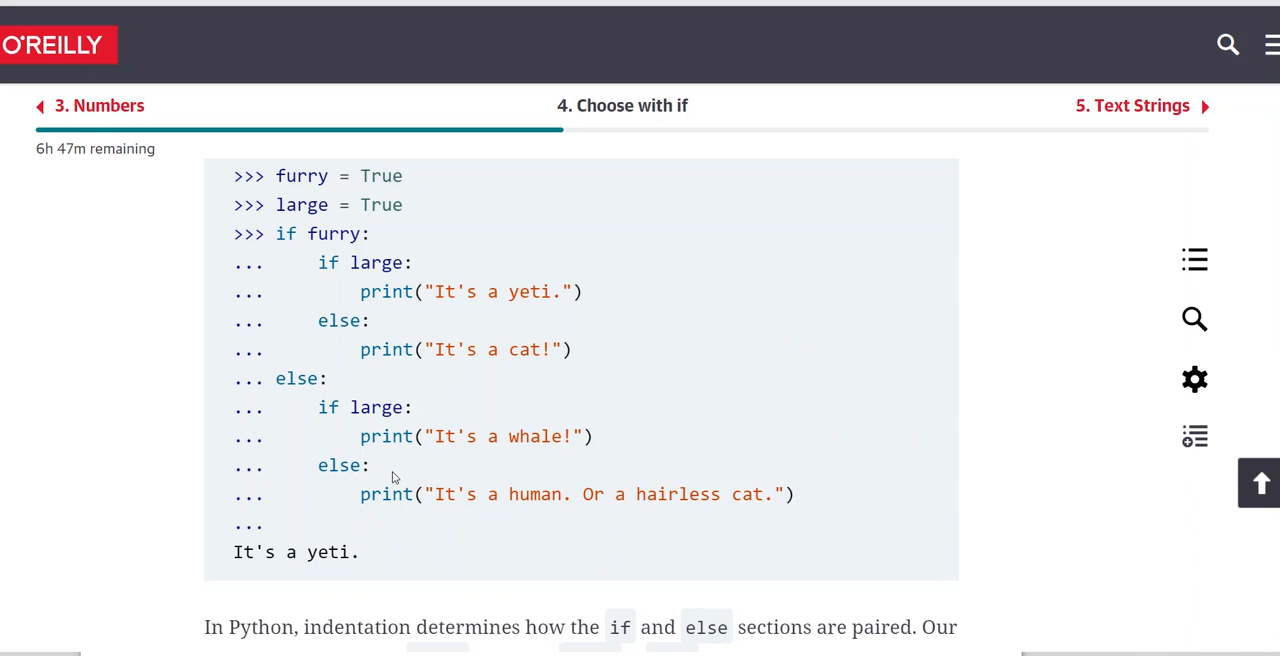 O'REILLY
3. Numbers
4. Choose with if
5. Text Strings
6h 47m remaining
>>> furry = True
>>> large = True
>>> if furry:
...     if large:
...         print("It's a yeti.")
...     else:
...         print("It's a cat!")
... else:
...     if large:
...         print("It's a whale!")
...     else:
...         print("It's a human. Or a hairless cat.")
...
It's a yeti.
In Python, indentation determines how the if and else sections are paired. Our